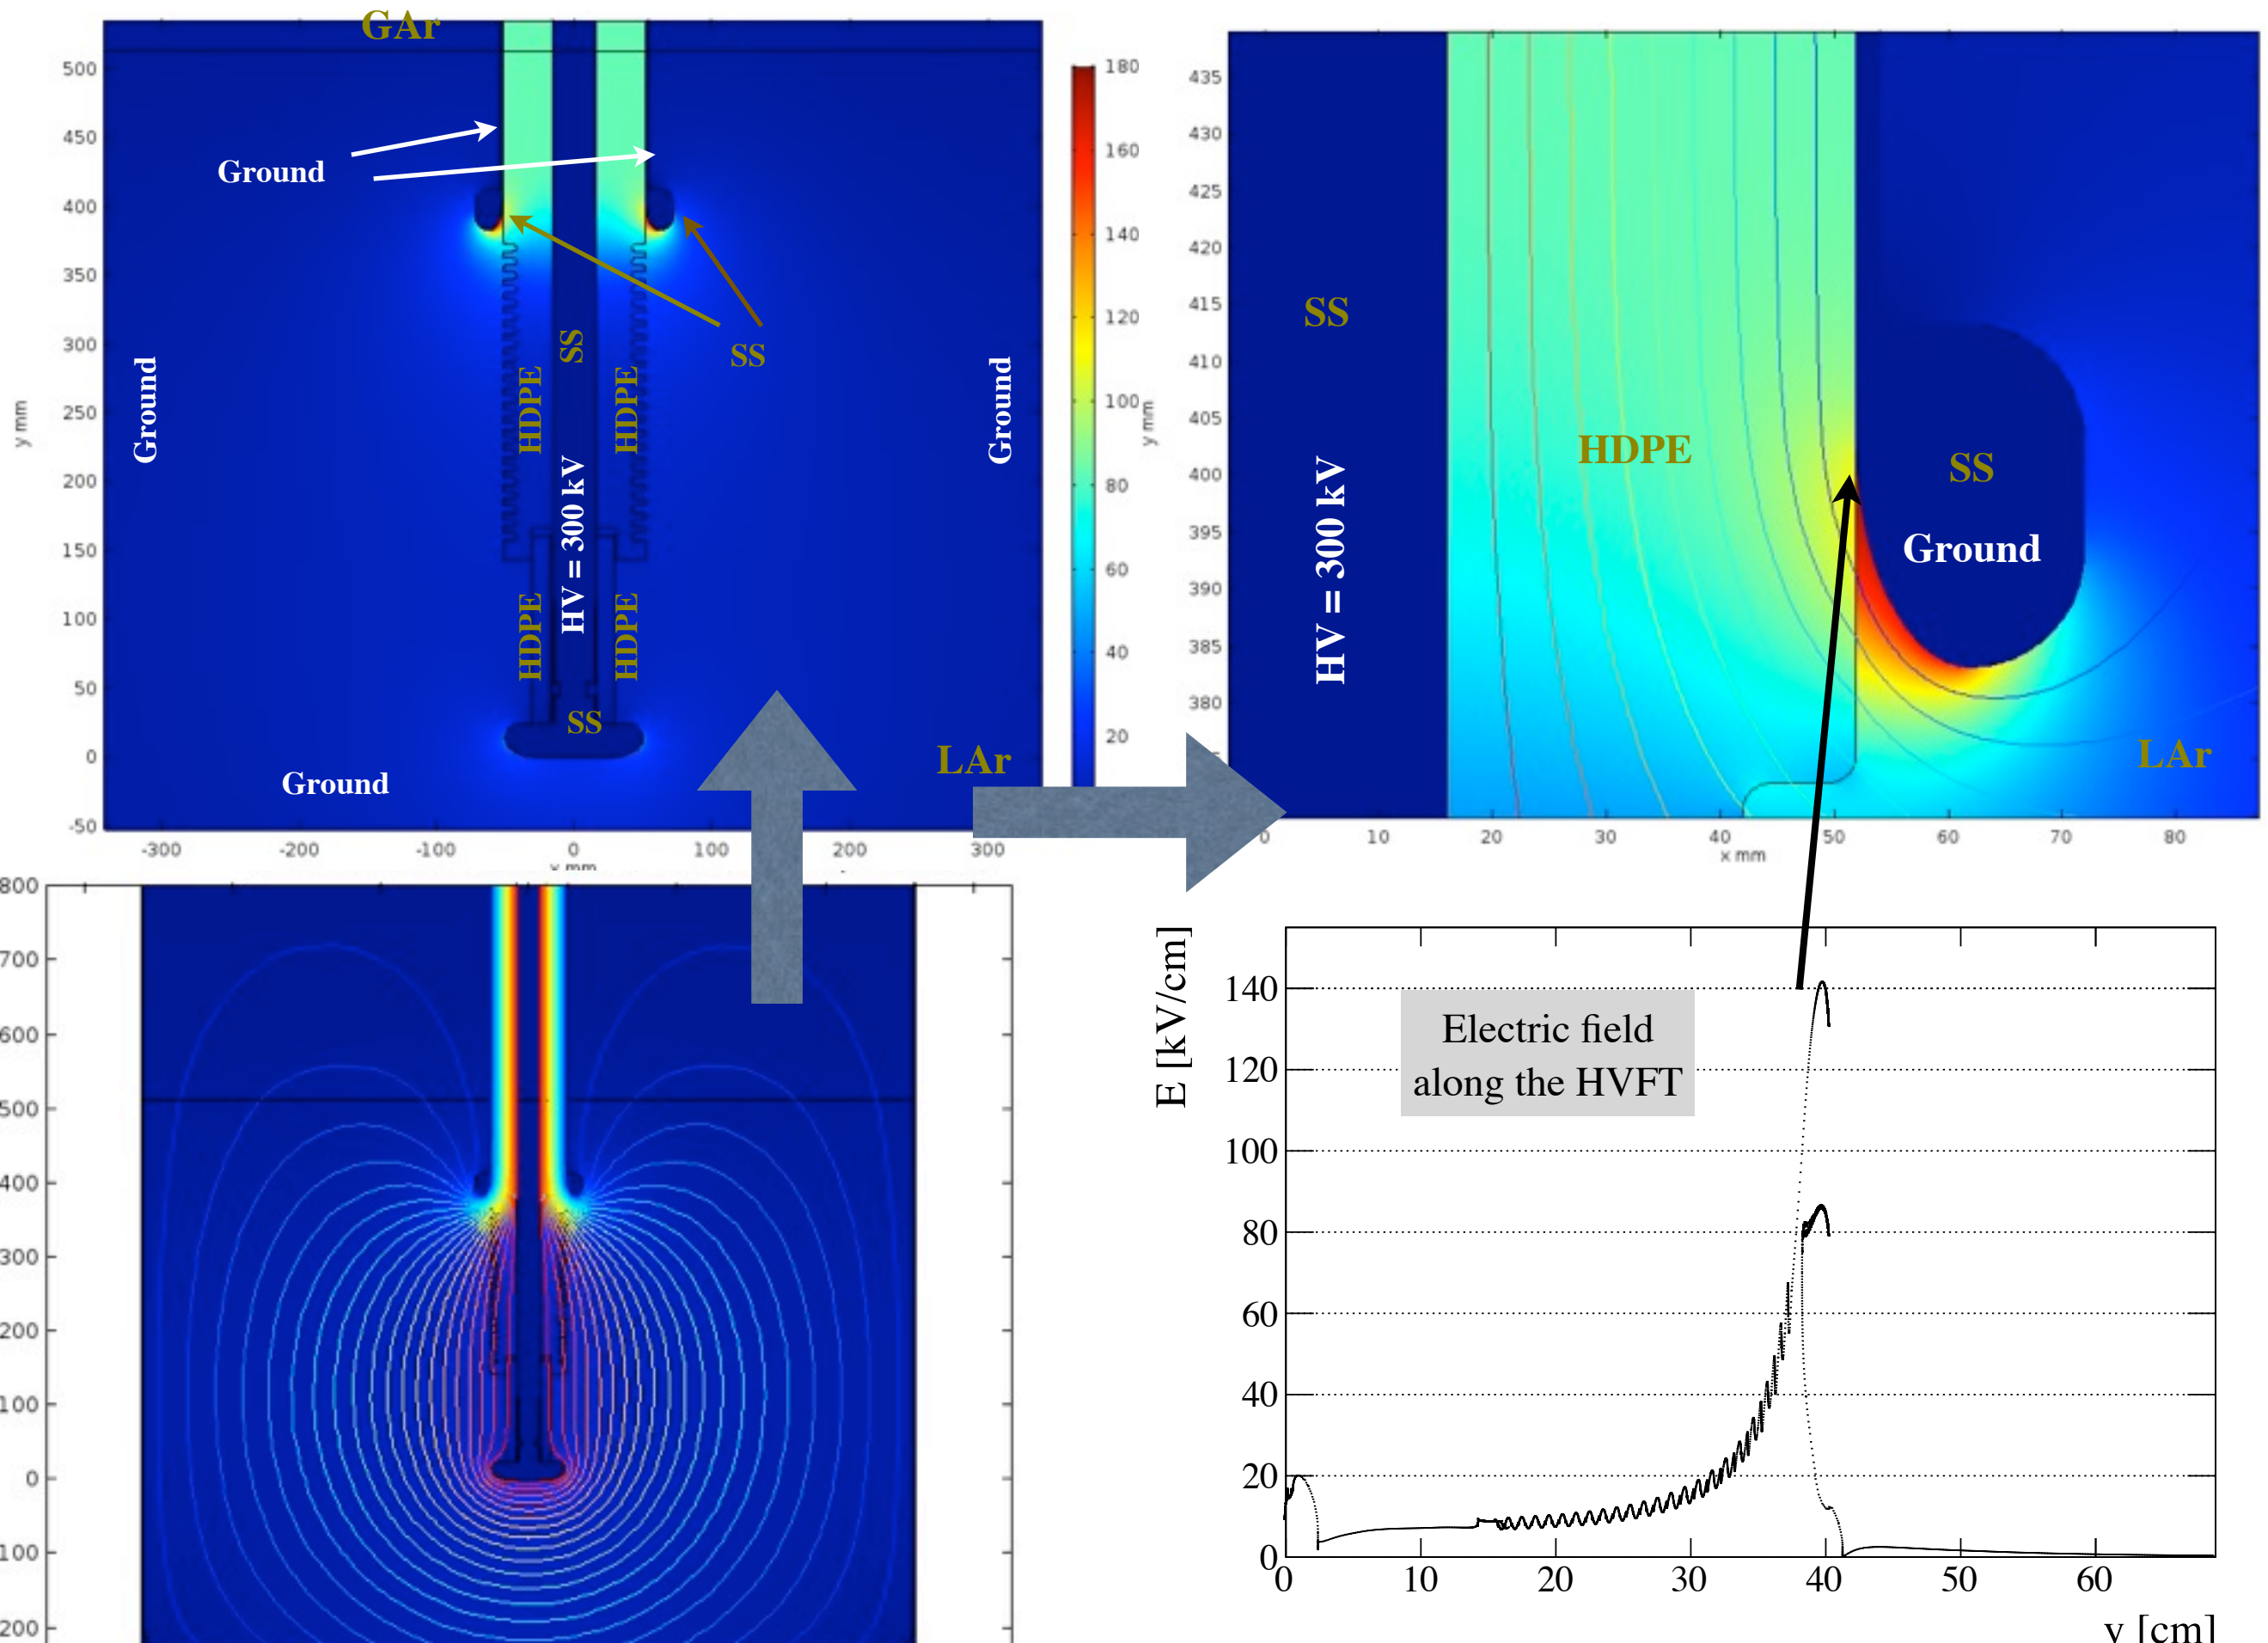 GAr
500
450
400
350
300
250
200
150
100
50
0
-50
y mm
-300
-200
-100
0
100
200
300
x mm
Ground
Ground
Ground
Ground
SS
SS
SS
HDPE
HDPE
HDPE
HDPE
HV = 300 kV
LAr
180
160
140
120
100
80
60
40
20
y mm
435
430
425
420
415
410
405
400
395
390
385
380
0
10
20
30
40
50
60
70
80
x mm
SS
HV = 300 kV
HDPE
SS
Ground
LAr
800
700
600
500
400
300
200
100
0
100
200
E [kV/cm]
140
120
100
80
60
40
20
0
Electric field
along the HVFT
0
10
20
30
40
50
60
y [cm]